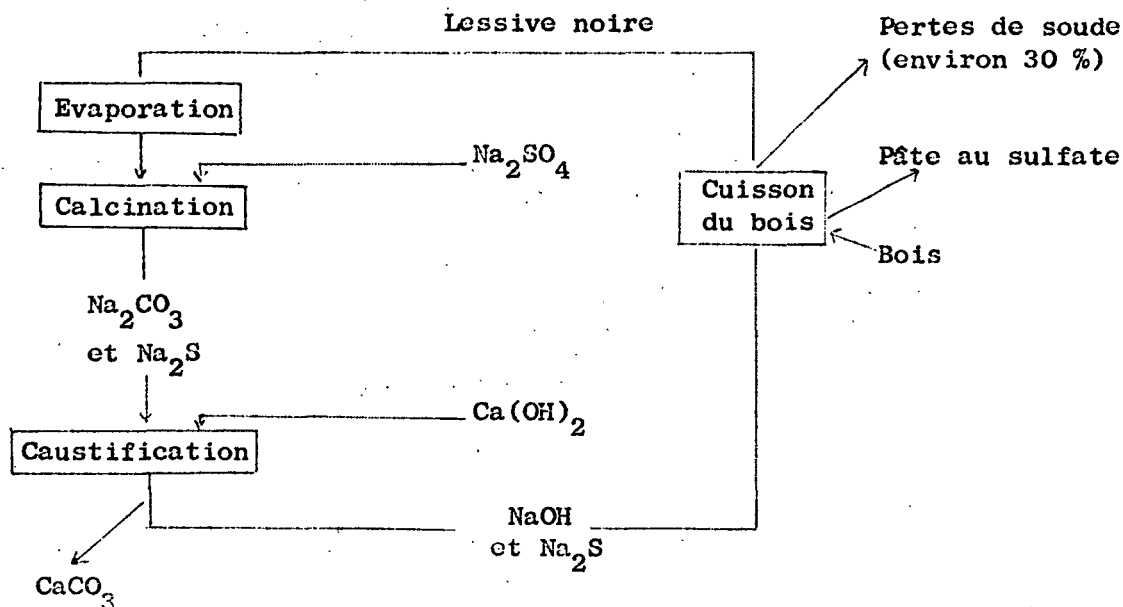 Lessive noire
Pertes de soude
(environ 30 %)
Evaporation
Na2SO4
Pâte au sulfate
Calcination
Cuisson
du bois
Bois
Na2CO3
et Na2S
Ca(OH)2
Caustification
NaOH
et Na2S
CaCO3